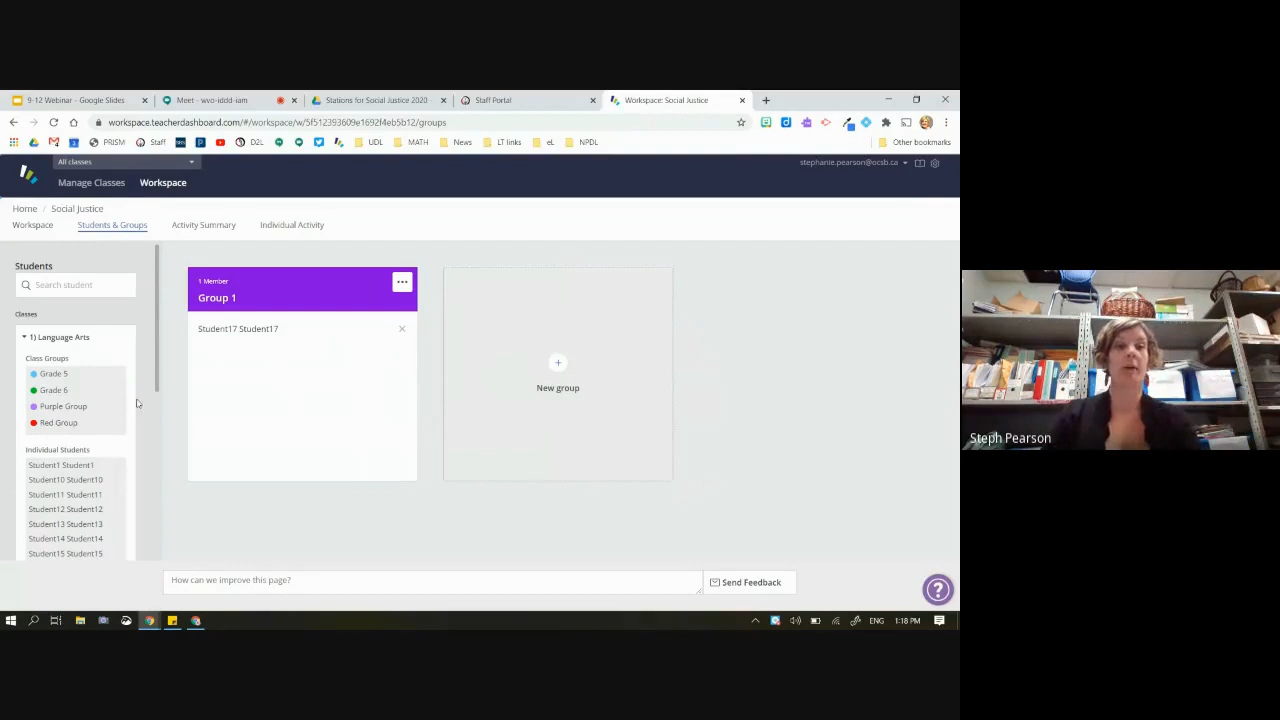 9-12 Webinar - Google Slides
Meet – wvo-iddd-iam
Stations for Social Justice 2020 -
Staff Portal
Workspace: Social Justice
workspace.teacherdashboard.com/#/workspace/w/5f512393609e1692f4eb5b12/groups
PRISM
Staff
D2L
UDL
MATH
News
LT links
eL
NPDL
Other bookmarks
All classes
stephanie.pearson@ocsb.ca
Manage Classes
Workspace
Home / Social Justice
Workspace
Students & Groups
Activity Summary
Individual Activity
Students
Search student
Classes
1) Language Arts
Class Groups
Grade 5
Grade 6
Purple Group
Red Group
Individual Students
Student1 Student1
Student10 Student10
Student11 Student11
Student12 Student12
Student13 Student13
Student14 Student14
Student15 Student15
1 Member
Group 1
Student17 Student17
New group
How can we improve this page?
Send Feedback
ENG
1:18 PM
Steph Pearson